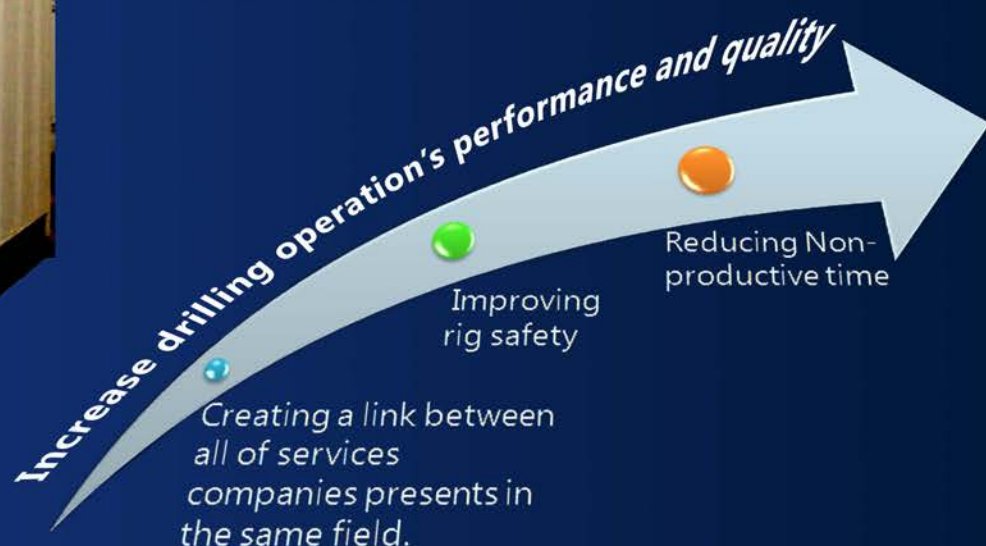 Increase drilling operation's performance and quality
Reducing Non-
productive time
Improving
rig safety
Creating a link between
all of services
companies presents in
the same field.